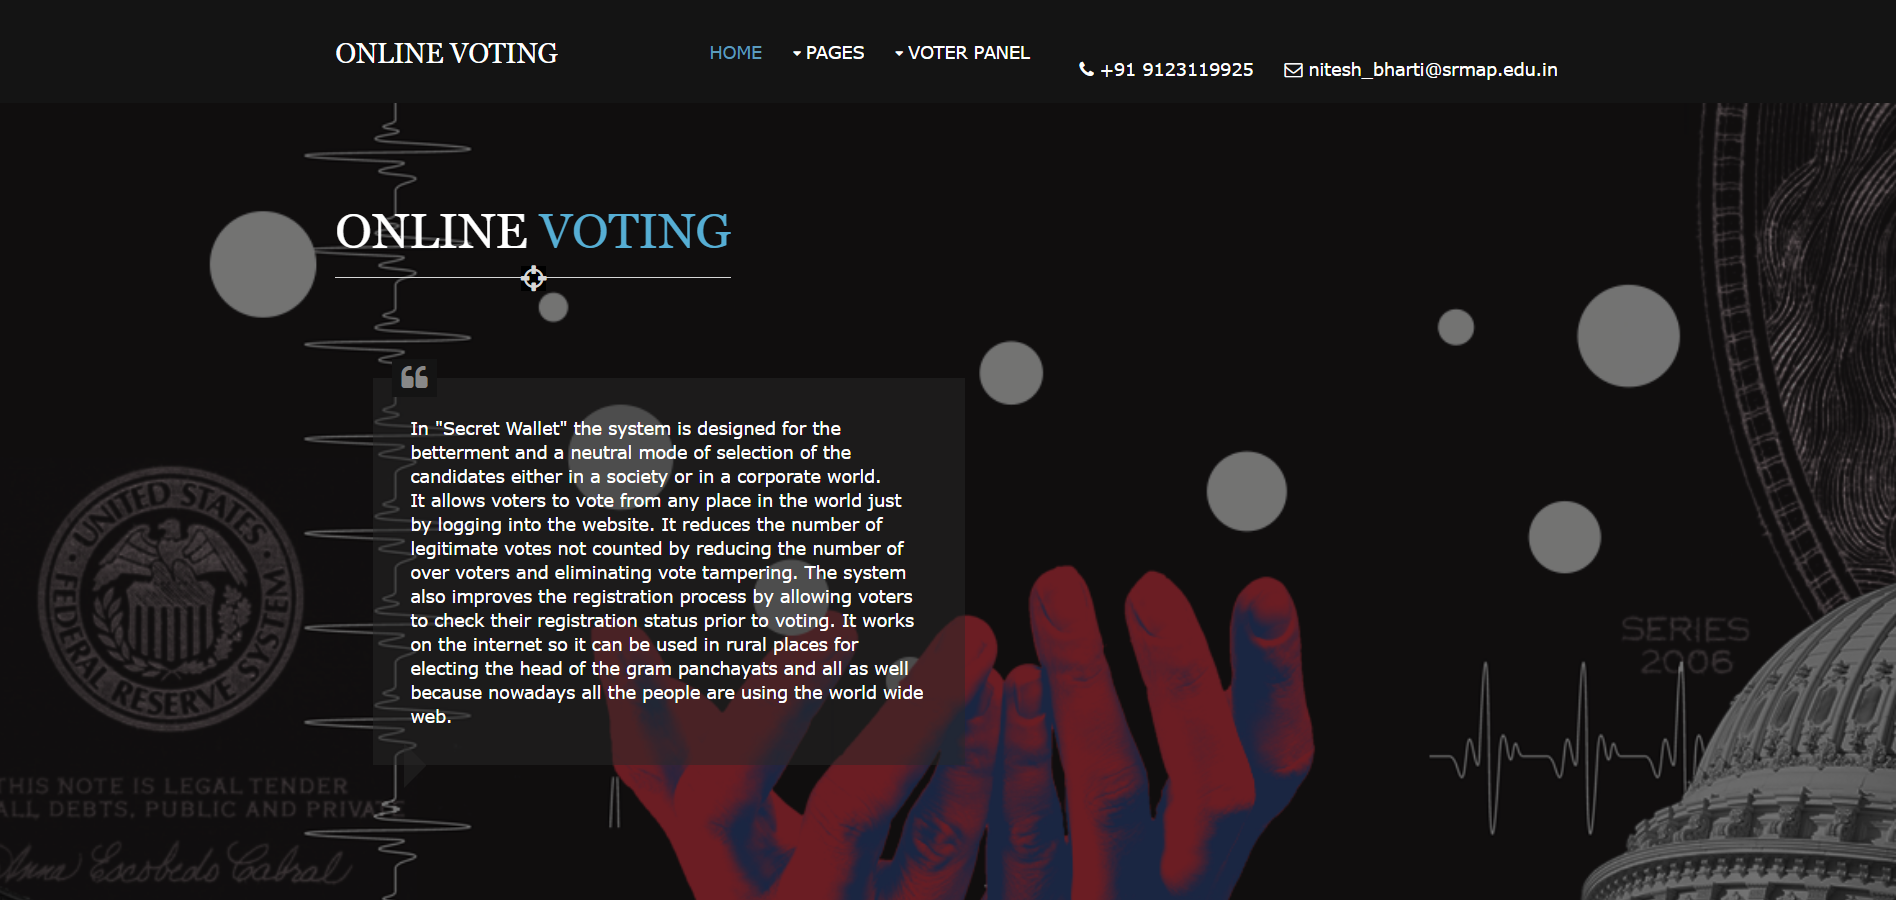 ONLINE VOTING
HOME
PAGES
VOTER PANEL
+91 9123119925
nitesh_bharti@srmap.edu.in
ONLINE VOTING
In "Secret Wallet" the system is designed for the
betterment and a neutral mode of selection of the
candidates either in a society or in a corporate world.
It allows voters to vote from any place in the world just
by logging into the website. It reduces the number of
legitimate votes not counted by reducing the number of
over voters and eliminating vote tampering. The system
also improves the registration process by allowing voters
to check their registration status prior to voting. It works
on the internet so it can be used in rural places for
electing the head of the gram panchayats and all as well
because nowadays all the people are using the world wide
web.
UNITED STATES
FEDERAL RESERVE SYSTEM
SERIES
2006
THIS NOTE IS LEGAL TENDER
ALL DEBTS, PUBLIC AND PRIVATE
Anna Escobedo Cabral